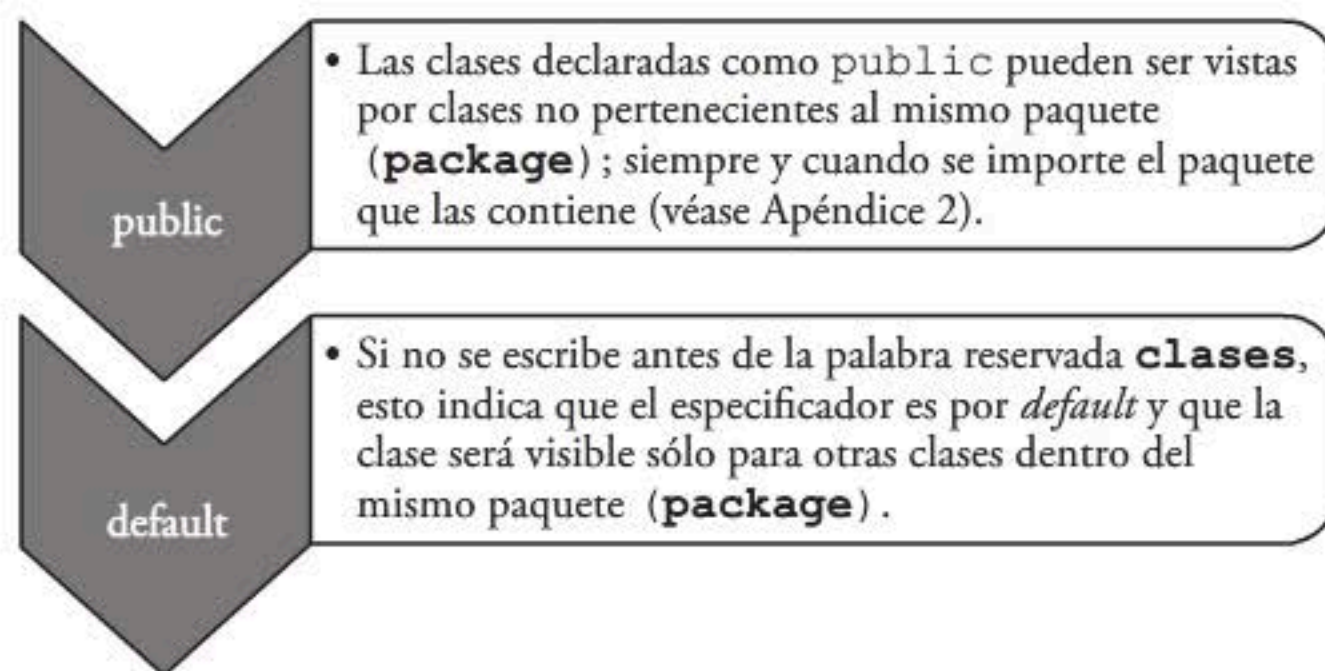 public
• Las clases declaradas como public pueden ser vistas
por clases no pertenecientes al mismo paquete
(package); siempre y cuando se importe el paquete
que las contiene (véase Apéndice 2).
default
• Si no se escribe antes de la palabra reservada clases,
esto indica que el especificador es por default y que la
clase será visible sólo para otras clases dentro del
mismo paquete (package).